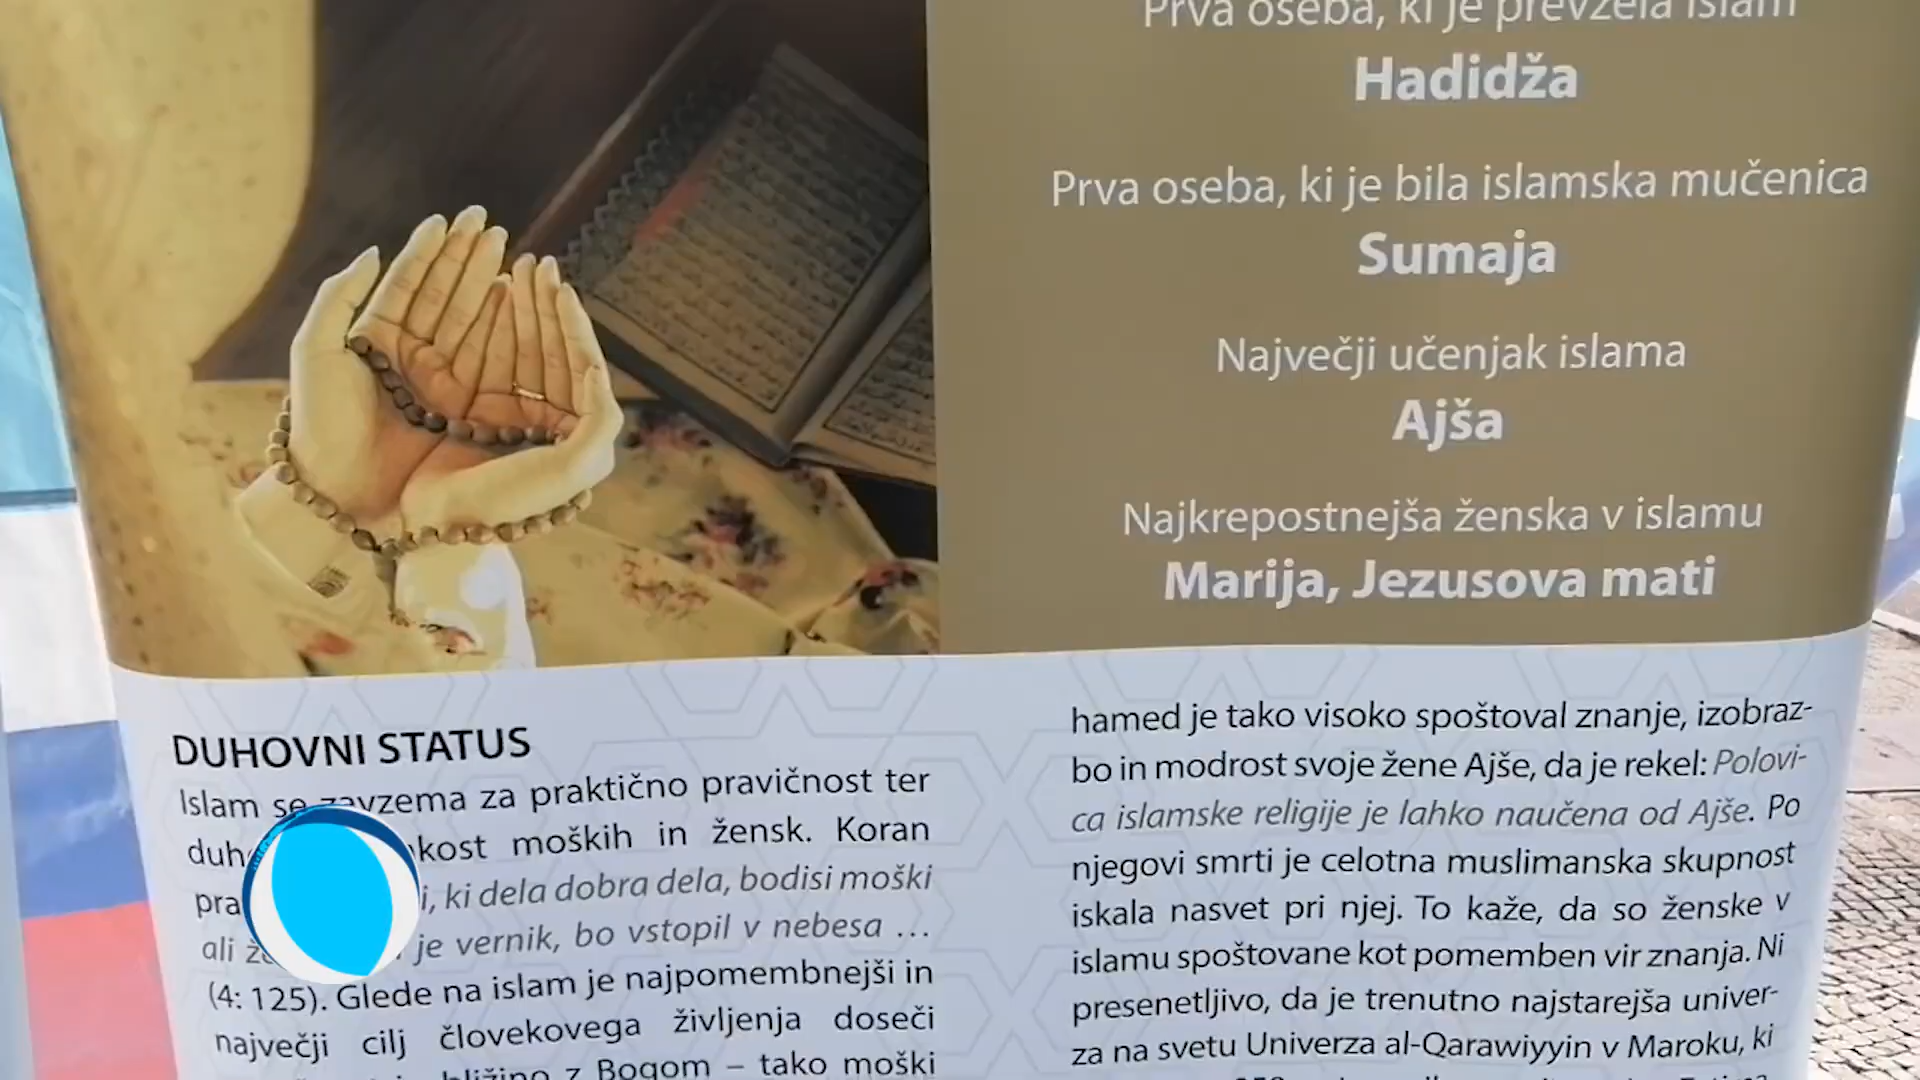 Prva oseba, ki je prevzela islam
Hadidža
Prva oseba, ki je bila islamska mučenica
Sumaja
Največji učenjak islama
Ajša
Najkrepostnejša ženska v islamu
Marija, Jezusova mati
DUHOVNI STATUS
Islam se zavzema za praktično pravičnost ter
moških in žensk. Koran
ki dela dobra dela, bodisi moški
ali je vernik, bo vstopil v nebesa ...
(4: 125). Glede na islam je najpomembnejši in
največji cilj človekovega življenja doseči
bližino z Bogom – tako moški
hamed je tako visoko spoštoval znanje, izobraz-
bo in modrost svoje žene Ajše, da je rekel: Polovi-
ca islamske religije je lahko naučena od Ajše. Po
njegovi smrti je celotna muslimanska skupnost
iskala nasvet pri njej. To kaže, da so ženske v
islamu spoštovane kot pomemben vir znanja. Ni
presenetljivo, da je trenutno najstarejša univer-
za na svetu Univerza al-Qarawiyyin v Maroku, ki